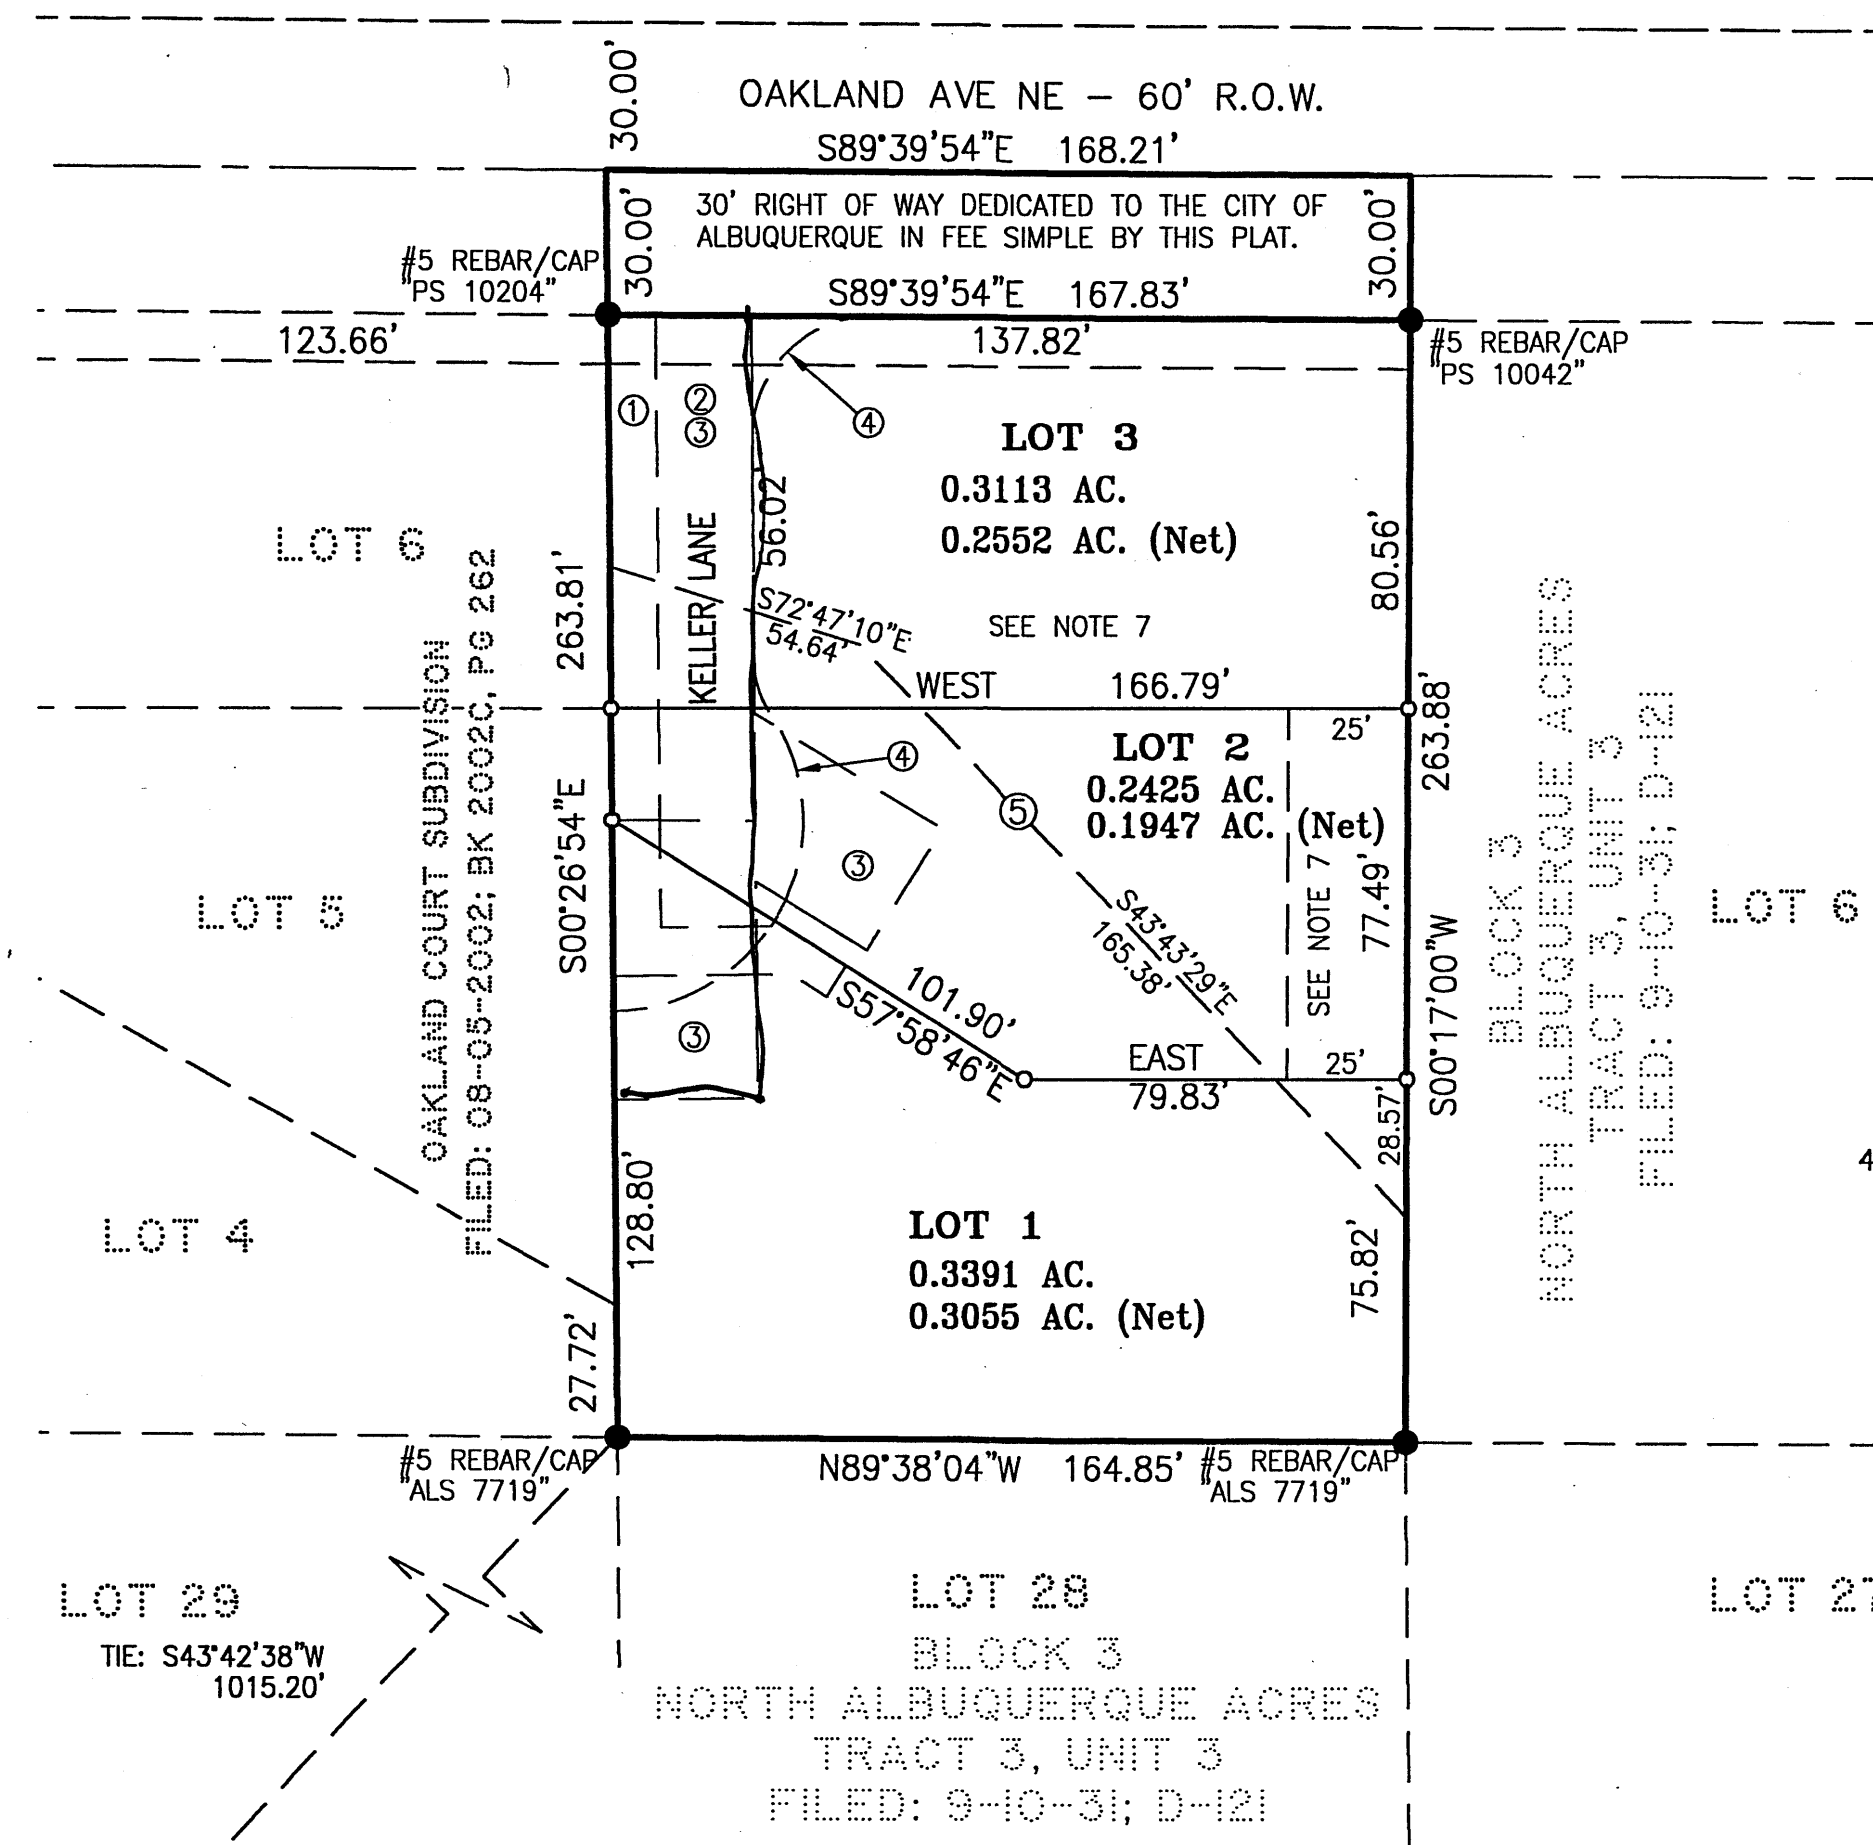 30.00'
OAKLAND AVE NE – 60' R.O.W.
S89°39'54"E 168.21'
30.00'
30' RIGHT OF WAY DEDICATED TO THE CITY OF
ALBUQUERQUE IN FEE SIMPLE BY THIS PLAT.
30.00'
#5 REBAR/CAP
"PS 10204"
S89°39'54"E 167.83'
123.66'
137.82'
#5 REBAR/CAP
"PS 10042"
1
2
3
4
LOT 3
0.3113 AC.
0.2552 AC. (Net)
56.02
KELLER LANE
80.56'
LOT 6
263.81'
S72°47'10"E
54.64'
SEE NOTE 7
WEST 166.79'
25'
263.88'
OAKLAND COURT SUBDIVISION
FILED: 08-05-2002; BK 2002C, PG 262
LOT 2
0.2425 AC.
0.1947 AC. (Net)
4
5
3
SEE NOTE 7
77.49'
S00°26'54"E
LOT 5
S43°43'29"E
165.38'
101.90'
S57°58'46"E
3
EAST
79.83'
25'
28.57'
S00°17'00"W
BLOCK 3
NORTH ALBUQUERQUE ACRES
TRACT 3, UNIT 3
FILED: 9-10-31; D-121
LOT 6
4
LOT 4
128.80'
LOT 1
0.3391 AC.
0.3055 AC. (Net)
75.82'
27.72'
#5 REBAR/CAP
"ALS 7719"
N89°38'04"W 164.85'
#5 REBAR/CAP
"ALS 7719"
LOT 29
TIE: S43°42'38"W
1015.20'
LOT 28
BLOCK 3
NORTH ALBUQUERQUE ACRES
TRACT 3, UNIT 3
FILED: 9-10-31; D-121
LOT 27